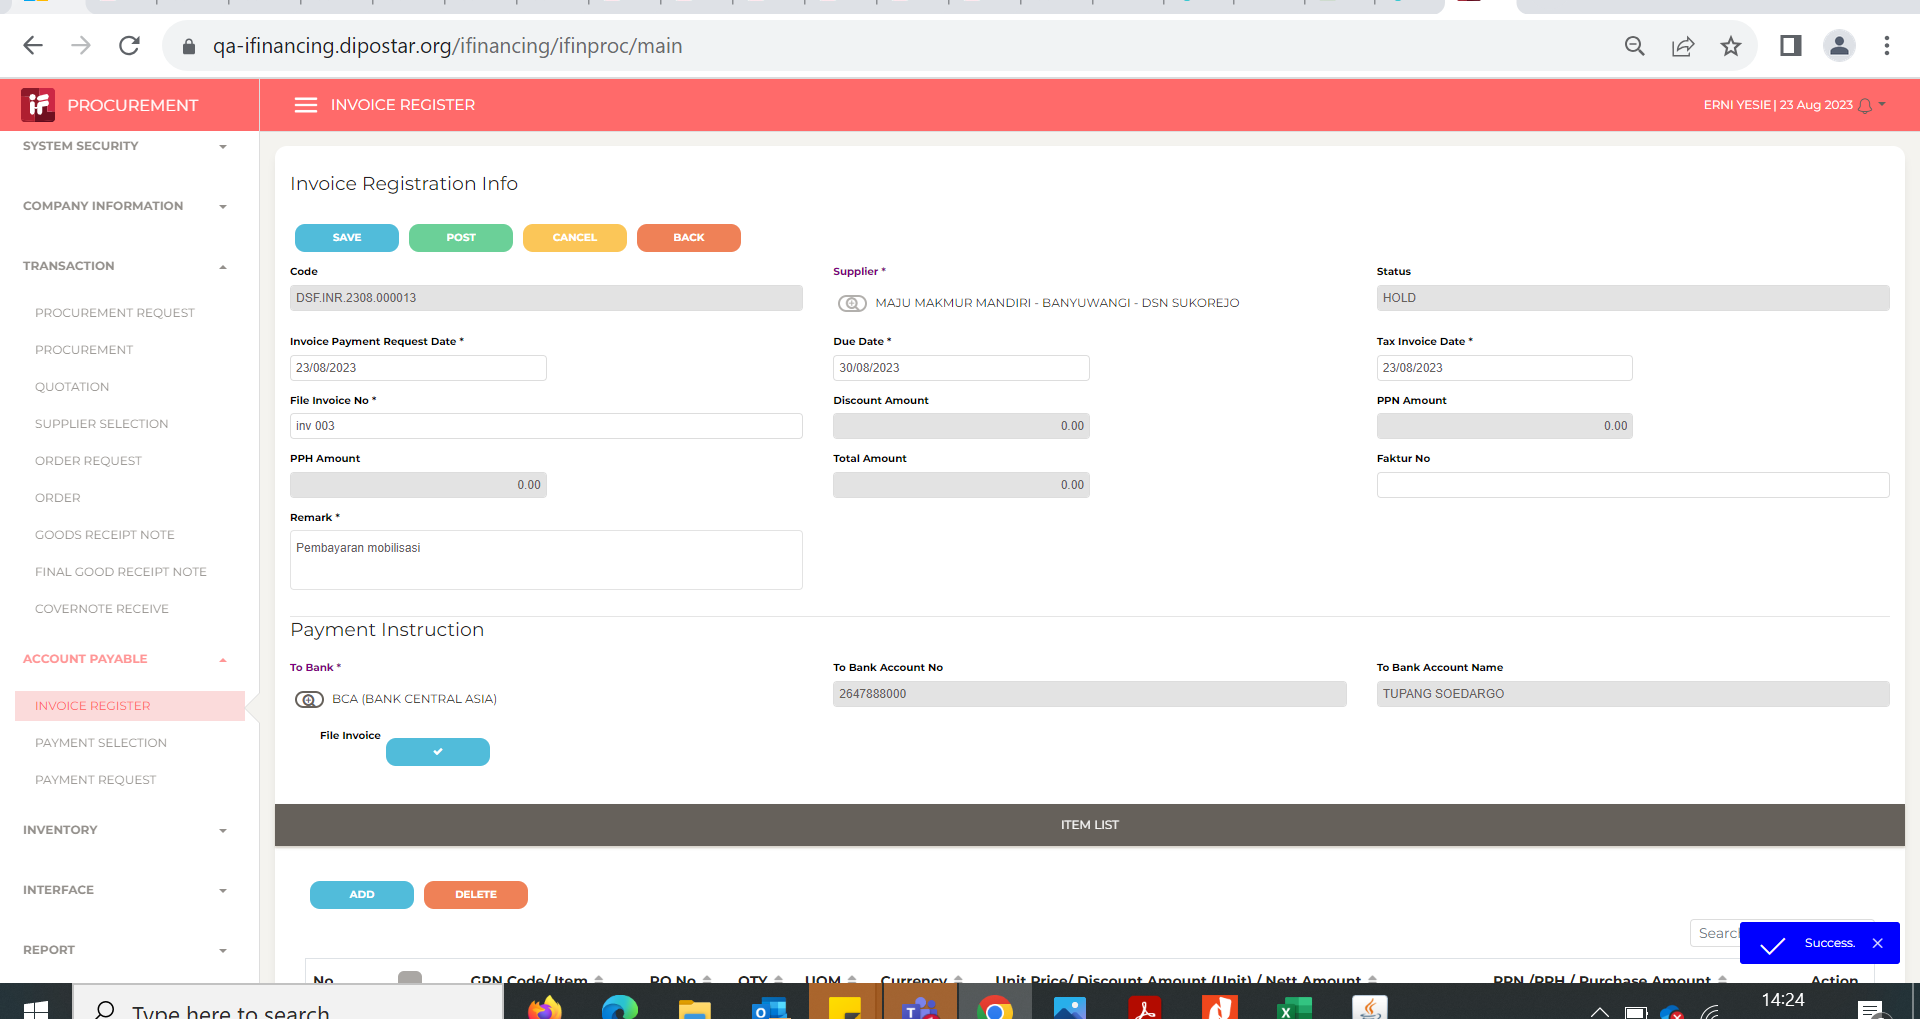 qa-ifinancing.dipostar.org/ifinancing/ifinproc/main
iF PROCUREMENT
INVOICE REGISTER
ERNI YESIE | 23 Aug 2023
SYSTEM SECURITY
COMPANY INFORMATION
TRANSACTION
PROCUREMENT REQUEST
PROCUREMENT
QUOTATION
SUPPLIER SELECTION
ORDER REQUEST
ORDER
GOODS RECEIPT NOTE
FINAL GOOD RECEIPT NOTE
COVERNOTE RECEIVE
ACCOUNT PAYABLE
INVOICE REGISTER
PAYMENT SELECTION
PAYMENT REQUEST
INVENTORY
INTERFACE
REPORT
Invoice Registration Info
SAVE POST CANCEL BACK
Code Supplier * Status
DSF.INR.2308.000013 MAJU MAKMUR MANDIRI - BANYUWANGI - DSN SUKOREJO HOLD
Invoice Payment Request Date * Due Date * Tax Invoice Date *
23/08/2023 30/08/2023 23/08/2023
File Invoice No * Discount Amount PPN Amount
inv 003 0.00 0.00
PPH Amount Total Amount Faktur No
0.00 0.00
Remark *
Pembayaran mobilisasi
Payment Instruction
To Bank * To Bank Account No To Bank Account Name
BCA (BANK CENTRAL ASIA) 2647888000 TUPANG SOEDARGO
File Invoice
ITEM LIST
ADD DELETE
Search
Success.
No GRN Code/ Item PO No QTY UOM Currency Unit Price/ Discount Amount (Unit) / Nett Amount PPN /PPH / Purchase Amount Action
Type here to search
14:24